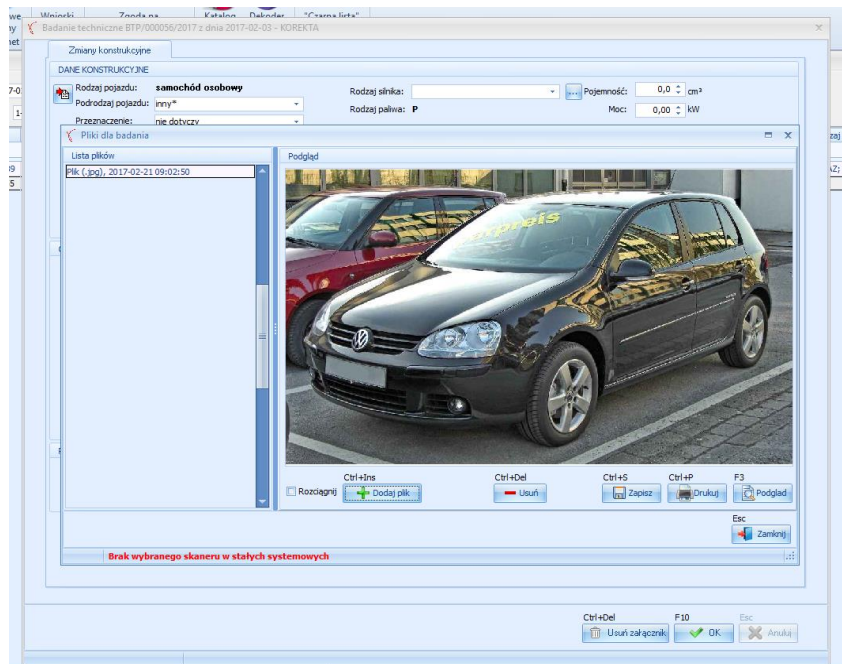 Wnioski Zgoda na Katalog Dekoder "Czarna lista"
Badanie techniczne BTP/000056/2017 z dnia 2017-02-03 - KOREKTA
Zmiany konstrukcyjne
DANE KONSTRUKCYJNE
Rodzaj pojazdu: samochód osobowy
Rodzaj silnika: ... Pojemność: 0,0 cm³
Podrodzaj pojazdu: inny*
Rodzaj paliwa: P Moc: 0,00 kW
Przeznaczenie: nie dotyczy
Pliki dla badania
Lista plików
Podgląd
Plik (.jpg), 2017-02-21 09:02:50
Rozciągnij
Ctrl+Ins
Dodaj plik
Ctrl+Del
Usuń
Ctrl+S
Zapisz
Ctrl+P
Drukuj
F3
Podgląd
Esc
Zamknij
Brak wybranego skaneru w stałych systemowych
Ctrl+Del
Usuń załącznik
F10
OK
Esc
Anuluj